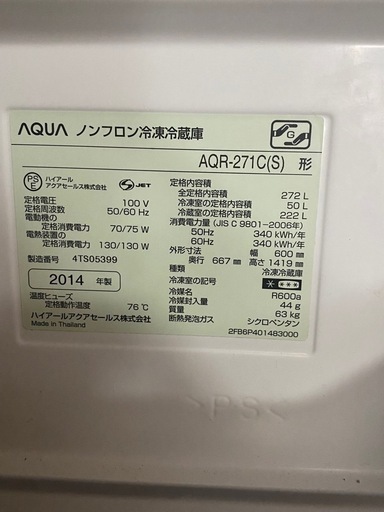 AQUA ノンフロン冷凍冷蔵庫
G
AQR-271C(S) 形
PS
E
ハイアール
アクアセールス株式会社
JET
定格電圧 100 V
定格周波数 50/60 Hz
電動機の
定格消費電力 70/75 W
電熱装置の
定格消費電力 130/130 W
製造番号 4TS05399
2014 年製
温度ヒューズ
定格動作温度 76℃
ハイアールアクアセールス株式会社
Made in Thailand
定格内容積
全定格内容積 272 L
冷凍室の定格内容積 50 L
冷蔵室の定格内容積 222 L
消費電力量 (JIS C 9801-2006年)
50Hz 340 kWh/年
60Hz 340 kWh/年
外形寸法 幅 600 mm
奥行 667 mm 高さ 1419 mm
種類 冷凍冷蔵庫
冷凍室の記号 * ***
冷媒名 R600a
冷媒封入量 44 g
質量 63 kg
断熱発泡ガス シクロペンタン
2FB6P401483000
>PS<